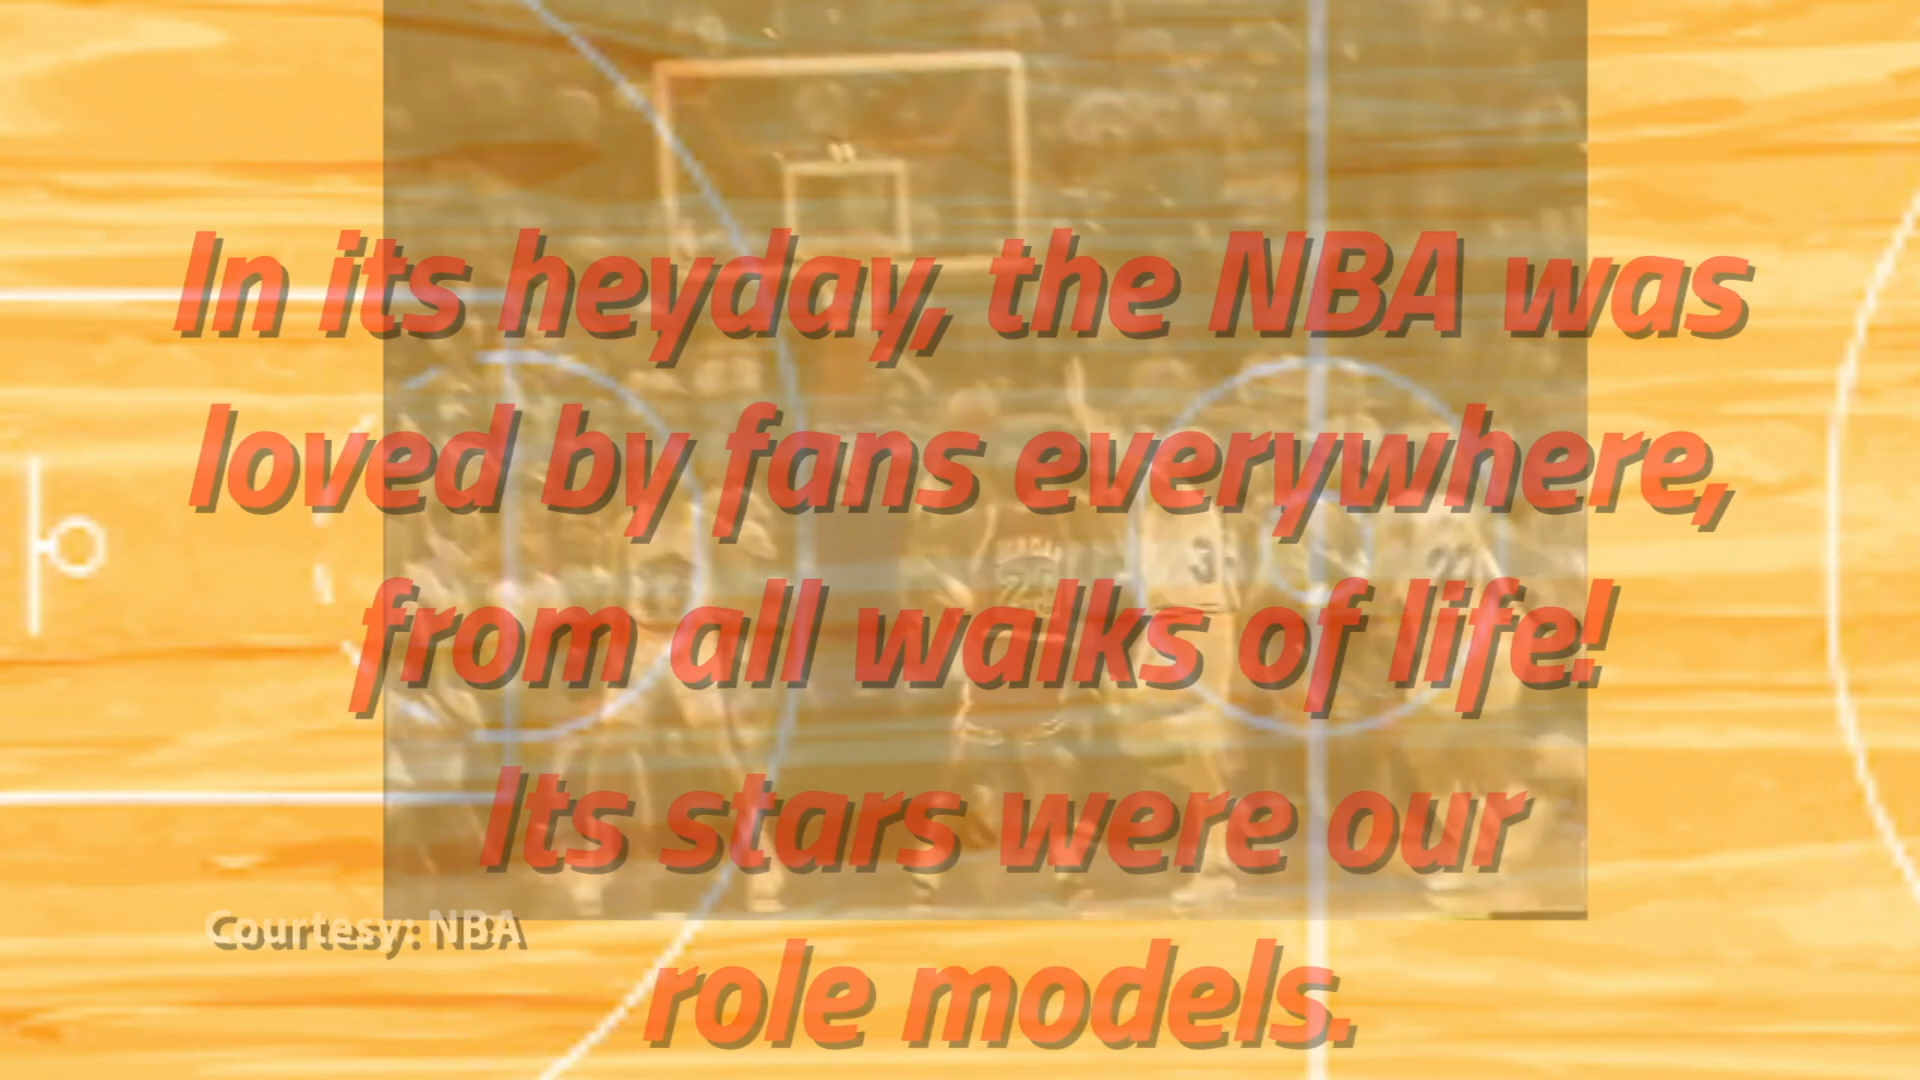 In its heyday, the NBA was
loved by fans everywhere,
from all walks of life!
Its stars were our
Courtesy: NBA
role models.